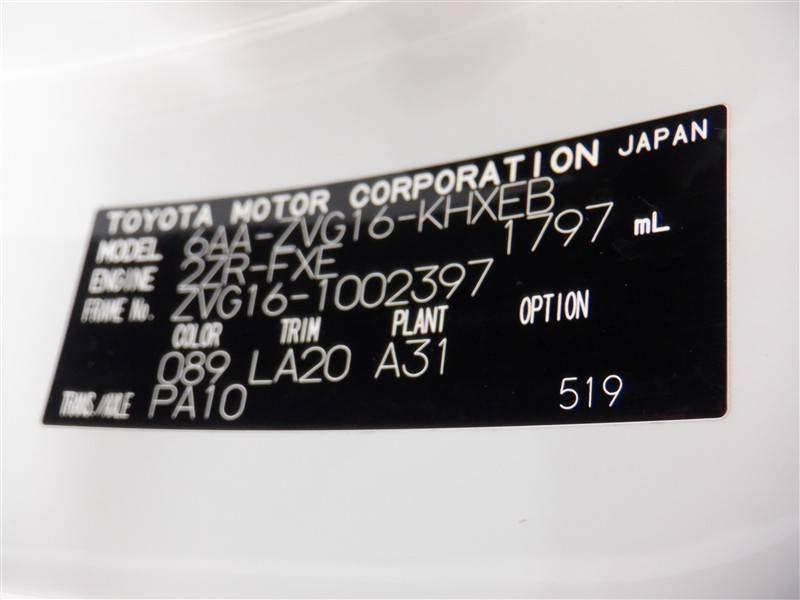 TOYOTA MOTOR CORPORATION JAPAN
MODEL 6AA-ZVG16-KHXEB
ENGINE 2ZR-FXE 1797 mL
FRAME No. ZVG16-1002397
COLOR TRIM PLANT OPTION
089 LA20 A31
TRANS./AXLE PA10 519